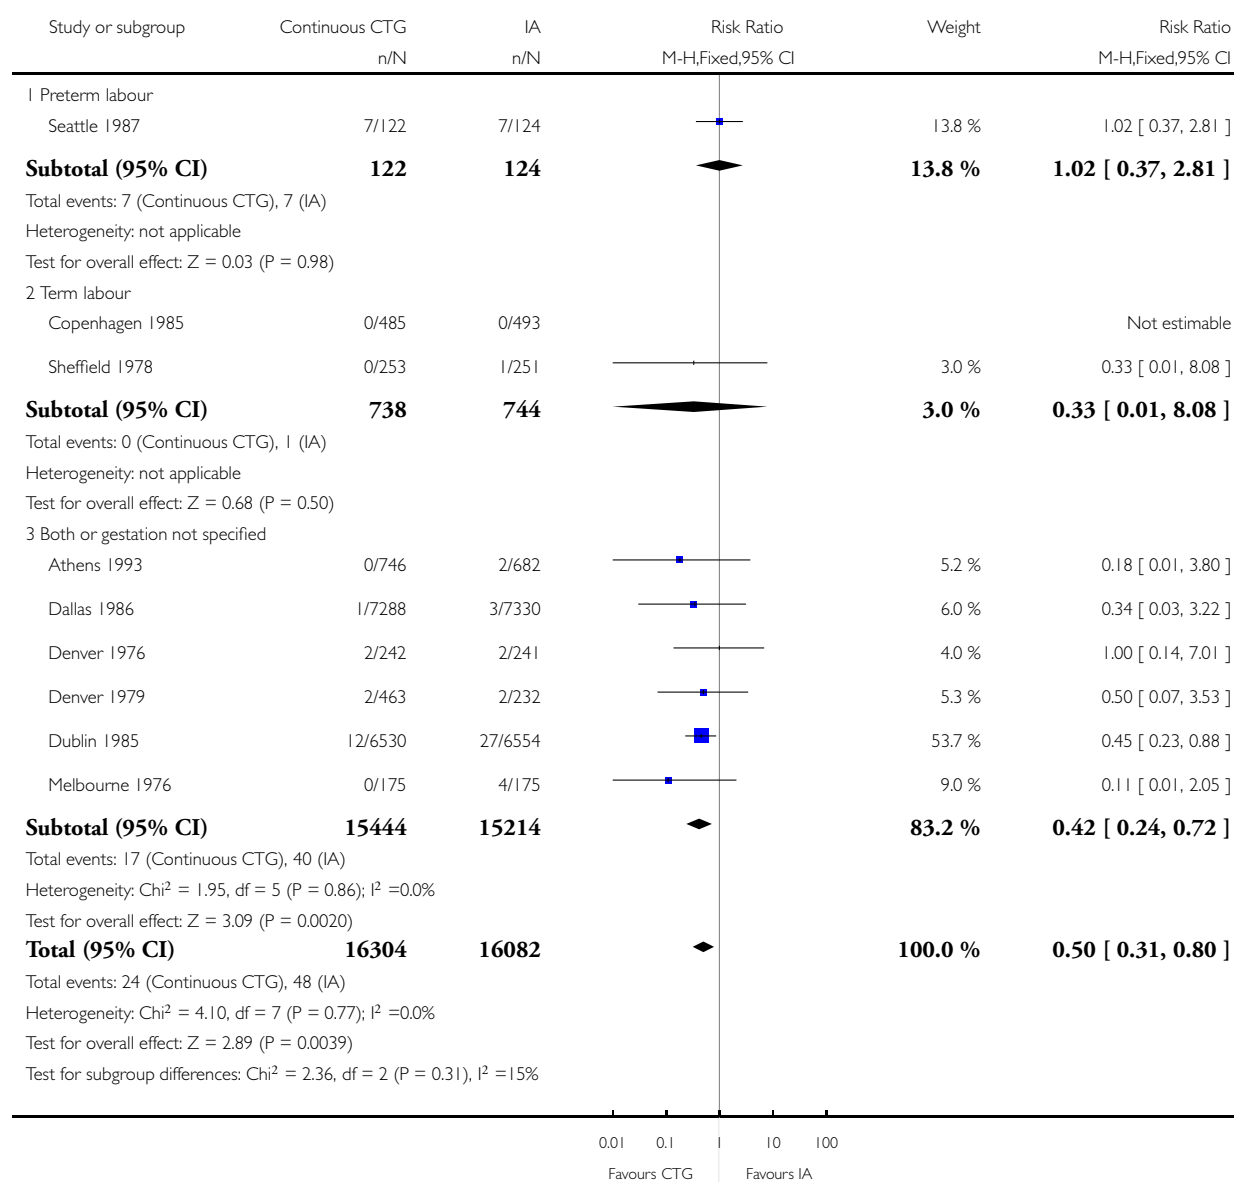 Study or subgroup Continuous CTG IA Risk Ratio Weight Risk Ratio
n/N n/N M-H,Fixed,95% CI M-H,Fixed,95% CI
1 Preterm labour
Seattle 1987 7/122 7/124 13.8 % 1.02 [ 0.37, 2.81 ]
Subtotal (95% CI) 122 124 13.8 % 1.02 [ 0.37, 2.81 ]
Total events: 7 (Continuous CTG), 7 (IA)
Heterogeneity: not applicable
Test for overall effect: Z = 0.03 (P = 0.98)
2 Term labour
Copenhagen 1985 0/485 0/493 Not estimable
Sheffield 1978 0/253 1/251 3.0 % 0.33 [ 0.01, 8.08 ]
Subtotal (95% CI) 738 744 3.0 % 0.33 [ 0.01, 8.08 ]
Total events: 0 (Continuous CTG), 1 (IA)
Heterogeneity: not applicable
Test for overall effect: Z = 0.68 (P = 0.50)
3 Both or gestation not specified
Athens 1993 0/746 2/682 5.2 % 0.18 [ 0.01, 3.80 ]
Dallas 1986 1/7288 3/7330 6.0 % 0.34 [ 0.03, 3.22 ]
Denver 1976 2/242 2/241 4.0 % 1.00 [ 0.14, 7.01 ]
Denver 1979 2/463 2/232 5.3 % 0.50 [ 0.07, 3.53 ]
Dublin 1985 12/6530 27/6554 53.7 % 0.45 [ 0.23, 0.88 ]
Melbourne 1976 0/175 4/175 9.0 % 0.11 [ 0.01, 2.05 ]
Subtotal (95% CI) 15444 15214 83.2 % 0.42 [ 0.24, 0.72 ]
Total events: 17 (Continuous CTG), 40 (IA)
Heterogeneity: Chi² = 1.95, df = 5 (P = 0.86); I² =0.0%
Test for overall effect: Z = 3.09 (P = 0.0020)
Total (95% CI) 16304 16082 100.0 % 0.50 [ 0.31, 0.80 ]
Total events: 24 (Continuous CTG), 48 (IA)
Heterogeneity: Chi² = 4.10, df = 7 (P = 0.77); I² =0.0%
Test for overall effect: Z = 2.89 (P = 0.0039)
Test for subgroup differences: Chi² = 2.36, df = 2 (P = 0.31), I² =15%
0.01 0.1 1 10 100
Favours CTG Favours IA